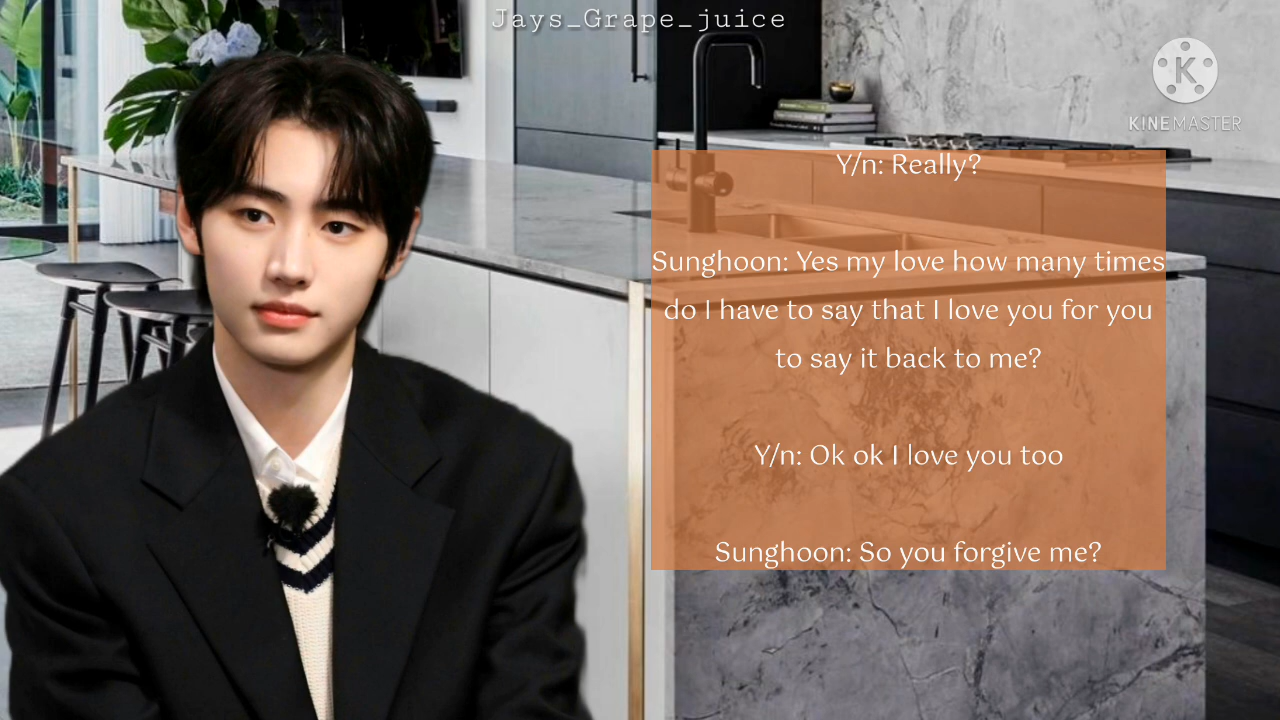 Jays_Grape_juice
K
KINEMASTER
Y/n: Really?
Sunghoon: Yes my love how many times
do I have to say that I love you for you
to say it back to me?
Y/n: Ok ok I love you too
Sunghoon: So you forgive me?